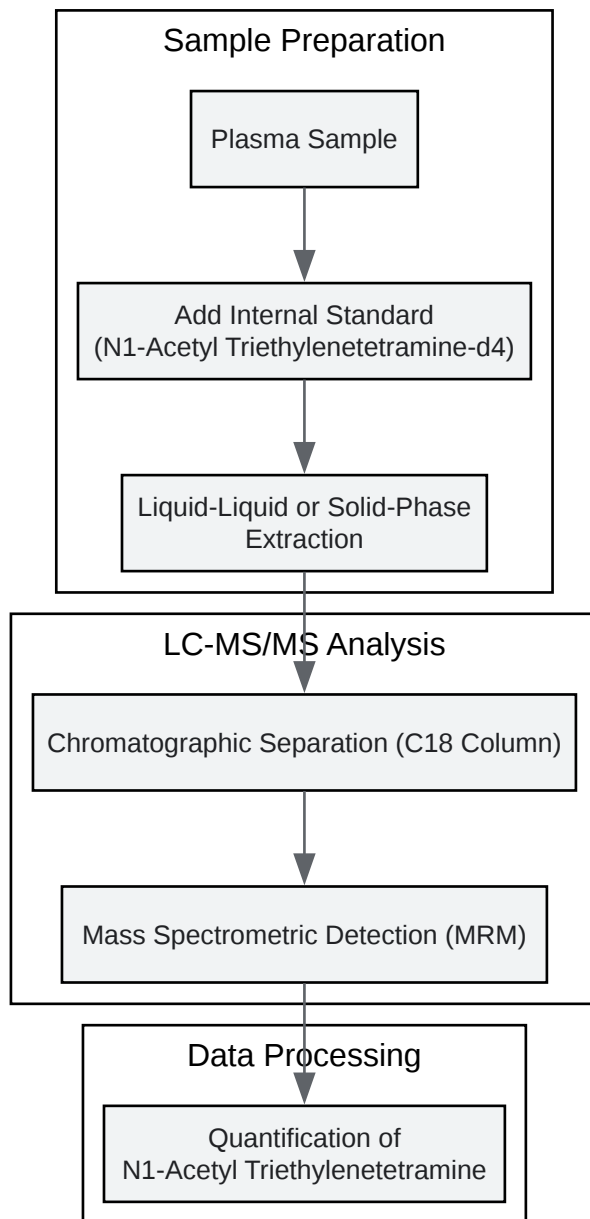 Sample Preparation
Plasma Sample
Add Internal Standard
(N1-Acetyl Triethylenetetramine-d4)
Liquid-Liquid or Solid-Phase
Extraction
LC-MS/MS Analysis
Chromatographic Separation (C18 Column)
Mass Spectrometric Detection (MRM)
Data Processing
Quantification of
N1-Acetyl Triethylenetetramine